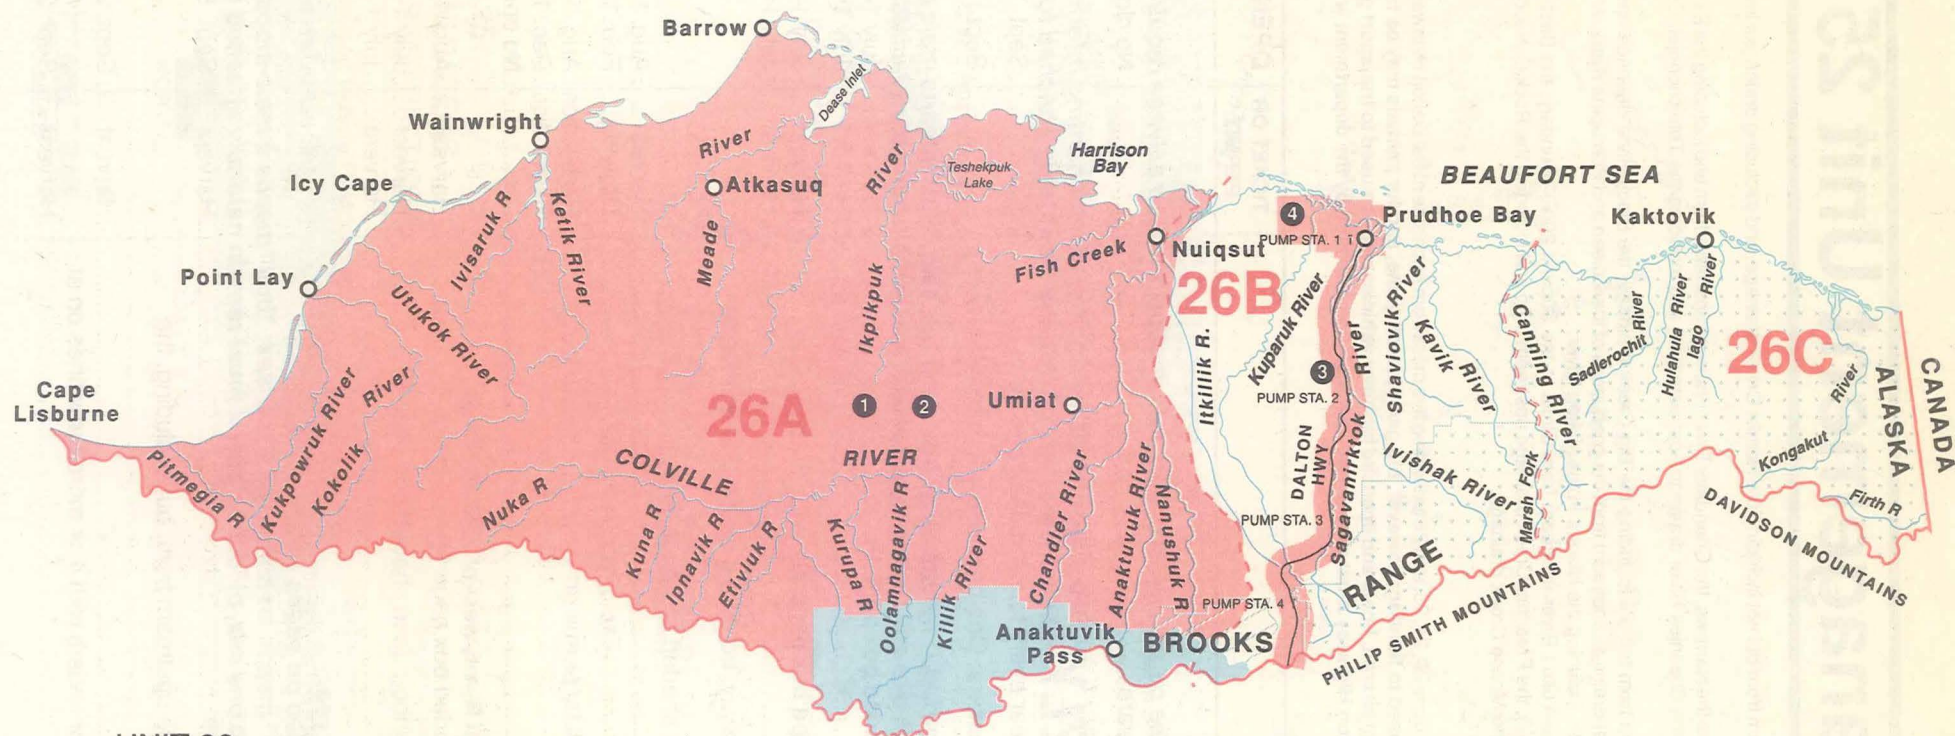 Barrow
Dease Inlet
Wainwright
River
River
Teshekpuk
Lake
Harrison
Bay
BEAUFORT SEA
Icy Cape
Ivisaruk R
Ketik River
Atkasuq
Meade
Prudhoe Bay
Kaktovik
4
PUMP STA. 1
Nuiqsut
Fish Creek
Point Lay
Utukok River
Ikpikpuk
26B
Kuparuk River
River
Shaviovik River
Kavik River
Canning River
Sadlerochit River
Hulahula River
Iago River
26C
Itkillik R.
3
PUMP STA. 2
Cape
Lisburne
Kukpowruk River
Kokolik River
26A
1
2
Umiat
River
ALASKA
CANADA
COLVILLE
RIVER
Pitmegia R
Nuka R
Kuna R
Ipnavik R
Etivluk R
Kurupa R
Oolamnagavik R
Killik River
Chandler River
Anaktuvuk River
Nanushuk R
DALTON
HWY
Sagavanirktok
Ivishak River
Marsh Fork
Kongakut
Firth R
PUMP STA. 3
DAVIDSON MOUNTAINS
RANGE
PUMP STA. 4
Anaktuvik
Pass
BROOKS
PHILIP SMITH MOUNTAINS